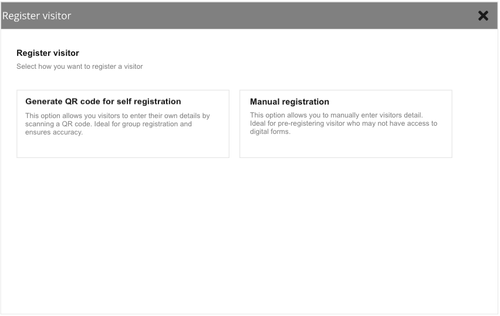 Register visitor
Register visitor
Select how you want to register a visitor
Generate QR code for self registration
This option allows you visitors to enter their own details by
scanning a QR code. Ideal for group registration and
ensures accuracy.
Manual registration
This option allows you to manually enter visitors detail.
Ideal for pre-registering visitor who may not have access to
digital forms.